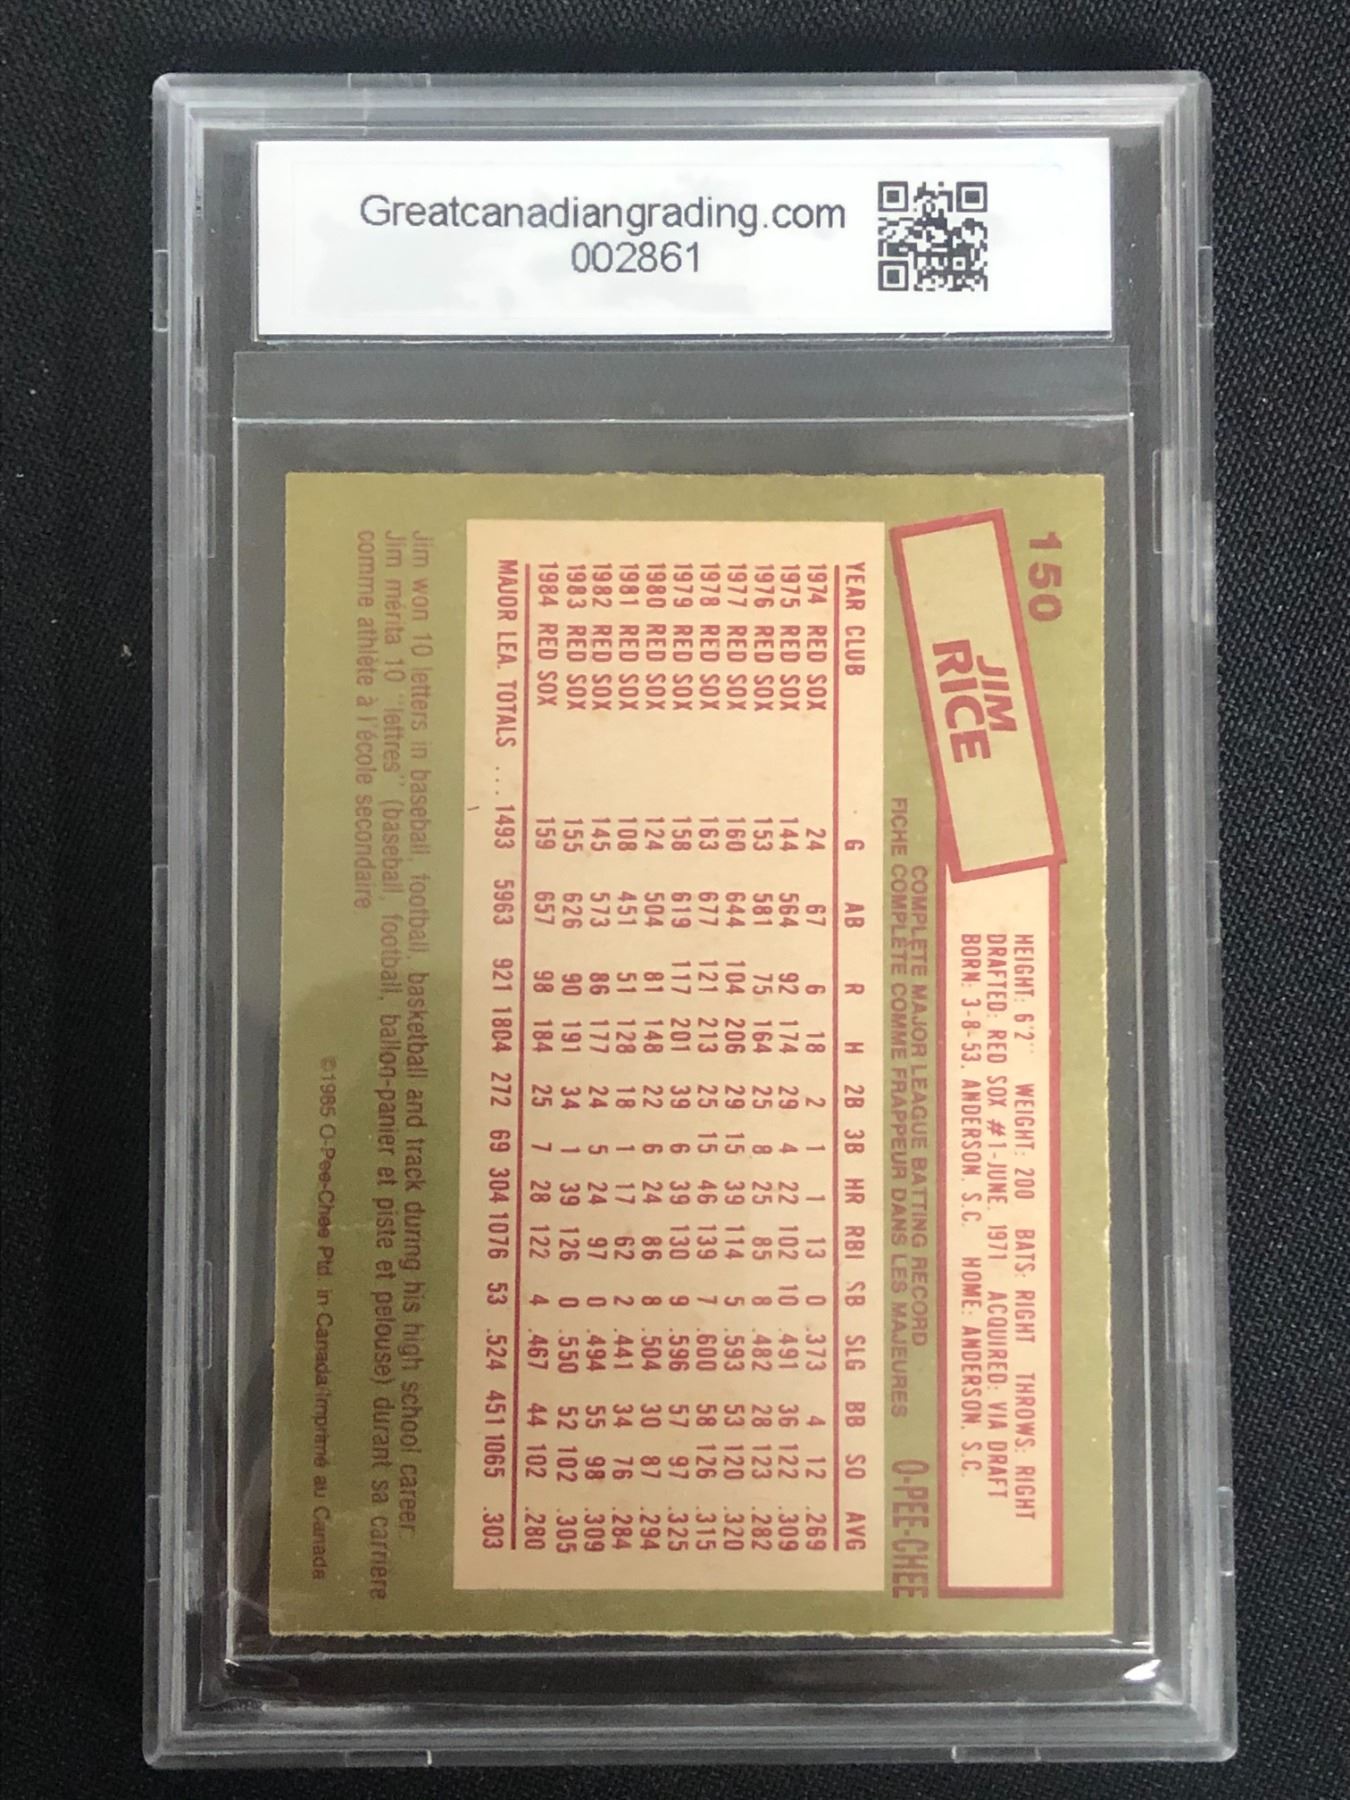 Greatcanadiangrading.com
002861
150
JIM
RICE
HEIGHT: 6'2" WEIGHT: 200 BATS: RIGHT THROWS: RIGHT
DRAFTED: RED SOX #1-JUNE, 1971 ACQUIRED: VIA DRAFT
BORN: 3-8-53, ANDERSON, S.C. HOME: ANDERSON, S.C.
COMPLETE MAJOR LEAGUE BATTING RECORD
FICHE COMPLÈTE COMME FRAPPEUR DANS LES MAJEURES
O-PEE-CHEE
YEAR CLUB G AB R H 2B 3B HR RBI SB SLG BB SO AVG
1974 RED SOX 24 67 6 18 2 1 1 13 0 .373 4 12 .269
1975 RED SOX 144 564 92 174 29 4 22 102 10 .491 36 122 .309
1976 RED SOX 153 581 75 164 25 8 25 85 8 .482 28 123 .282
1977 RED SOX 160 644 104 206 29 15 39 114 5 .593 53 120 .320
1978 RED SOX 163 677 121 213 25 15 46 139 7 .600 58 126 .315
1979 RED SOX 158 619 117 201 39 6 39 130 9 .596 57 97 .325
1980 RED SOX 124 504 81 148 22 6 24 86 8 .504 30 87 .294
1981 RED SOX 108 451 51 128 18 1 17 62 2 .441 34 76 .284
1982 RED SOX 145 573 86 177 24 5 24 97 0 .494 55 98 .309
1983 RED SOX 155 626 90 191 34 1 39 126 0 .550 52 102 .305
1984 RED SOX 159 657 98 184 25 7 28 122 4 .467 44 102 .280
MAJOR LEA. TOTALS ... 1493 5963 921 1804 272 69 304 1076 53 .524 451 1065 .303
Jim won 10 letters in baseball, football, basketball and track during his high school career.
Jim mérita 10 "lettres" (baseball, football, ballon-panier et piste et pelouse) durant sa carrière
comme athlète à l'école secondaire.
©1985 O-Pee-Chee Ptd. in Canada/Imprimé au Canada